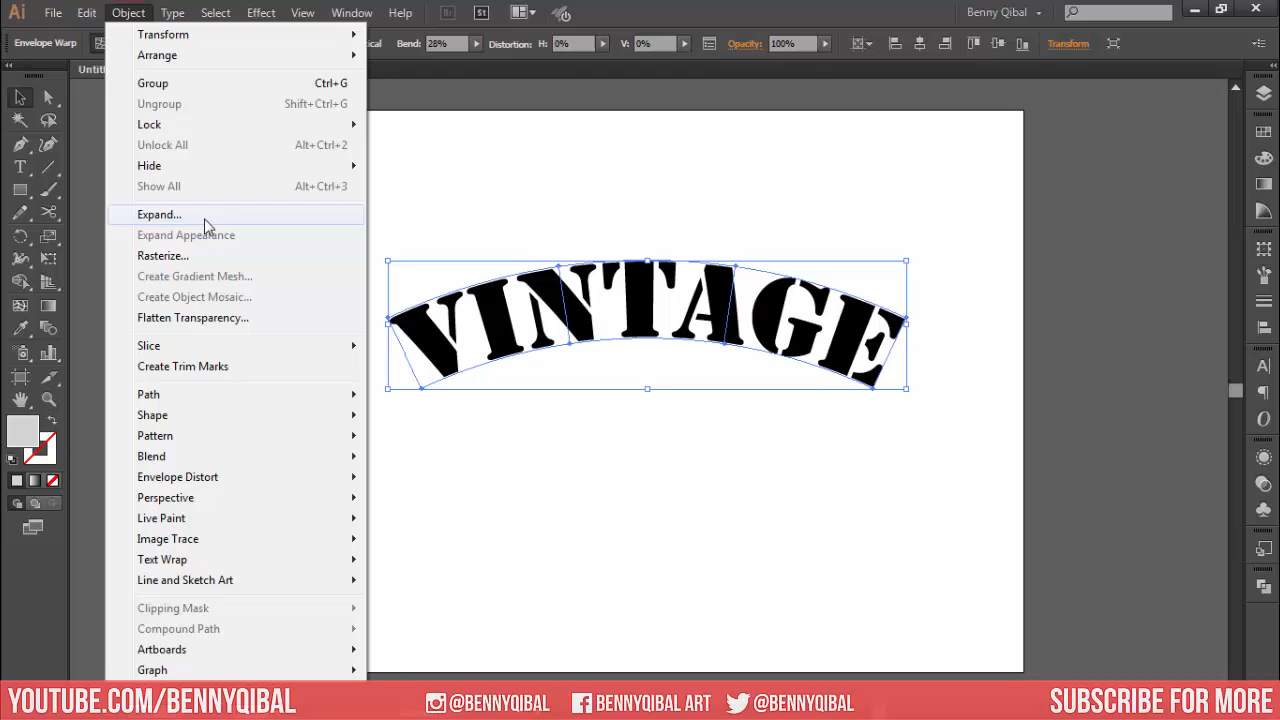 Ai File Edit Object Type Select Effect View Window Help Br St Benny Qibal
Envelope Warp Bend: 28% Distortion: H: 0% V: 0% Opacity: 100% Transform
Transform
Arrange
Group Ctrl+G
Ungroup Shift+Ctrl+G
Lock
Unlock All Alt+Ctrl+2
Hide
Show All Alt+Ctrl+3
Expand...
Expand Appearance
Rasterize...
Create Gradient Mesh...
Create Object Mosaic...
Flatten Transparency...
Slice
Create Trim Marks
Path
Shape
Pattern
Blend
Envelope Distort
Perspective
Live Paint
Image Trace
Text Wrap
Line and Sketch Art
Clipping Mask
Compound Path
Artboards
Graph
VINTAGE
YOUTUBE.COM/BENNYQIBAL @BENNYQIBAL BENNYQIBAL ART @BENNYQIBAL SUBSCRIBE FOR MORE